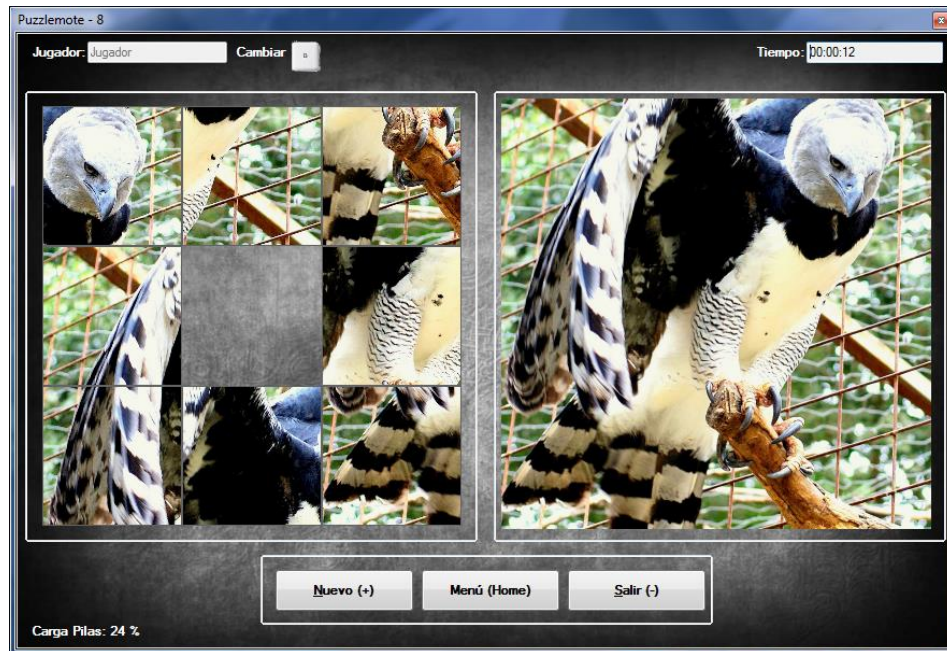 Puzzlemote - 8
Jugador: Jugador Cambiar Tiempo: 00:00:12
Nuevo (+) Menú (Home) Salir (-)
Carga Pilas: 24 %